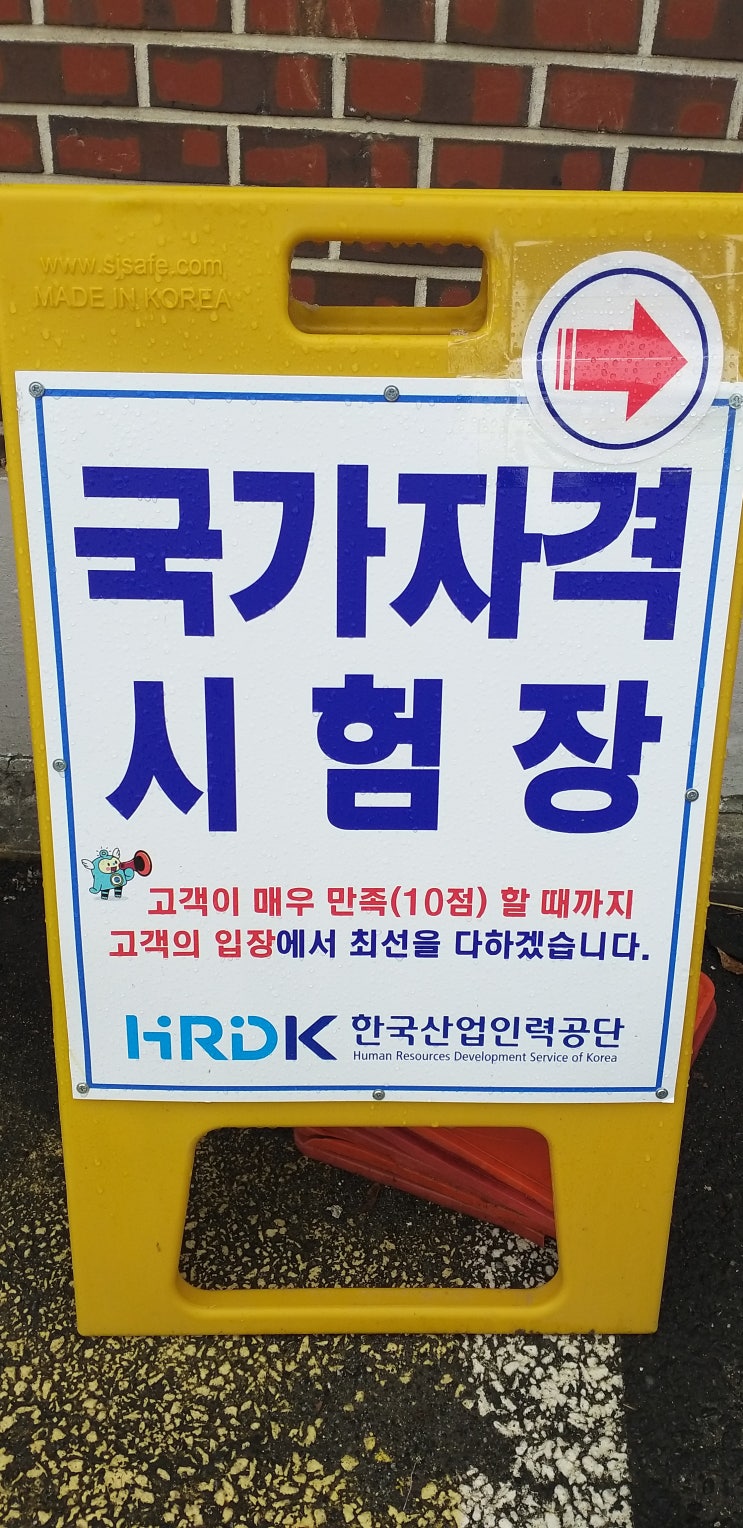 www.sjsafe.com
MADE IN KOREA
국가자격
시험장
고객이 매우 만족(10점) 할 때까지
고객의 입장에서 최선을 다하겠습니다.
HRDK 한국산업인력공단
Human Resources Development Service of Korea